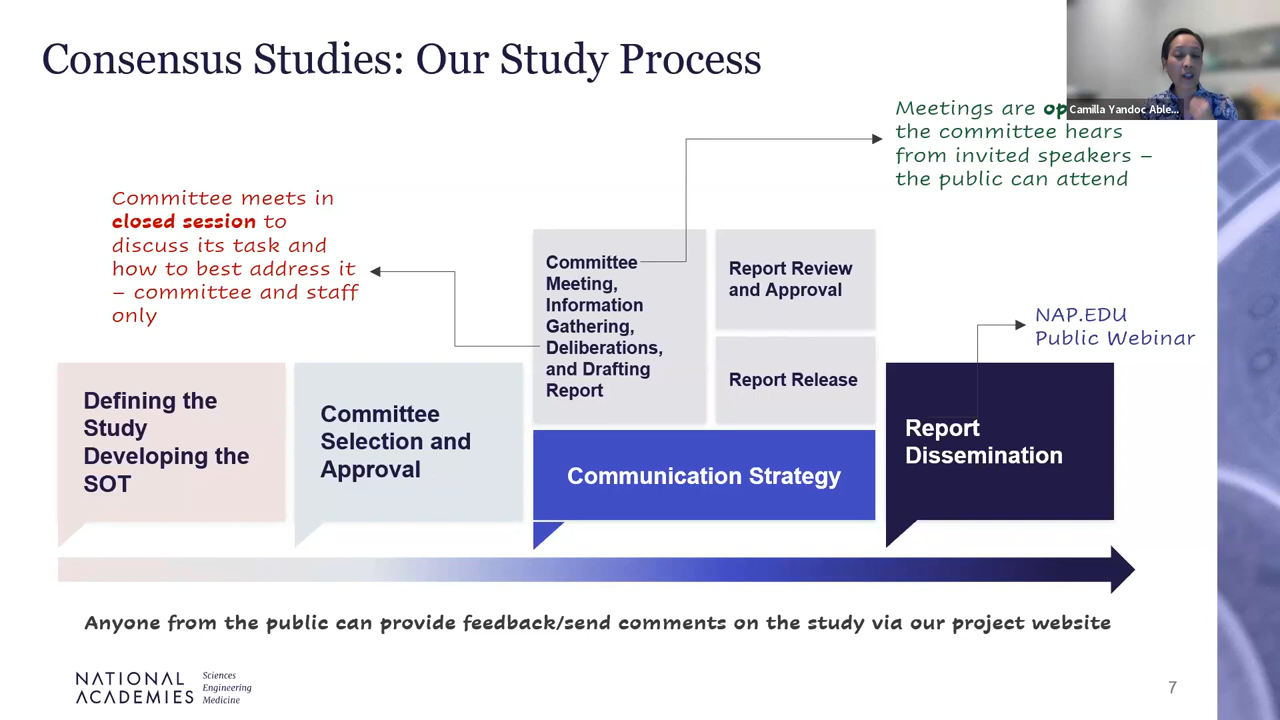 Consensus Studies: Our Study Process
Camilla Yandoc Able...
Meetings are
the committee hears
from invited speakers –
the public can attend
Committee meets in
closed session to
discuss its task and
how to best address it
– committee and staff
only
Committee
Meeting,
Information
Gathering,
Deliberations,
and Drafting
Report
Report Review
and Approval
Report Release
NAP.EDU
Public Webinar
Defining the
Study
Developing the
SOT
Committee
Selection and
Approval
Communication Strategy
Report
Dissemination
Anyone from the public can provide feedback/send comments on the study via our project website
NATIONAL
ACADEMIES
Sciences
Engineering
Medicine
7